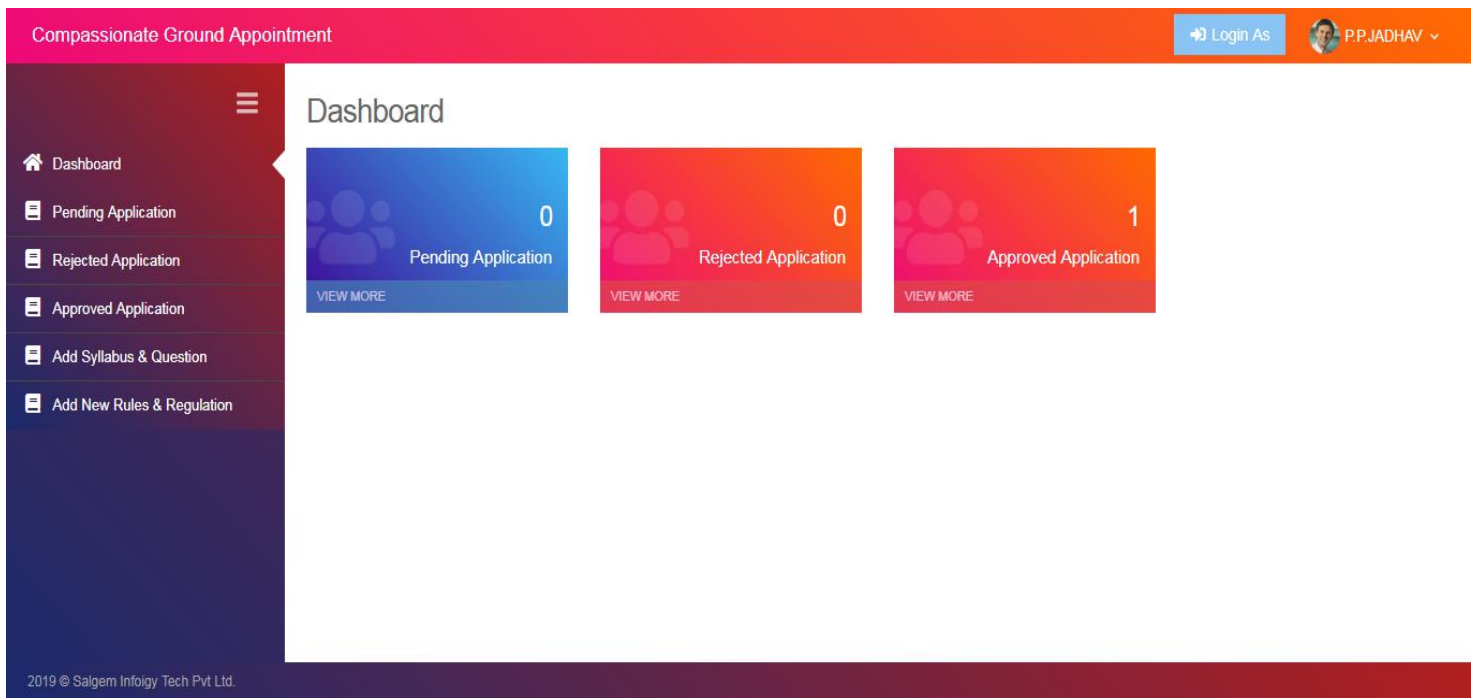 Compassionate Ground Appointment
Login As
P.P.JADHAV
Dashboard
Pending Application
Rejected Application
Approved Application
Add Syllabus & Question
Add New Rules & Regulation
Dashboard
0
Pending Application
VIEW MORE
0
Rejected Application
VIEW MORE
1
Approved Application
VIEW MORE
2019 © Salgem Infoigy Tech Pvt Ltd.